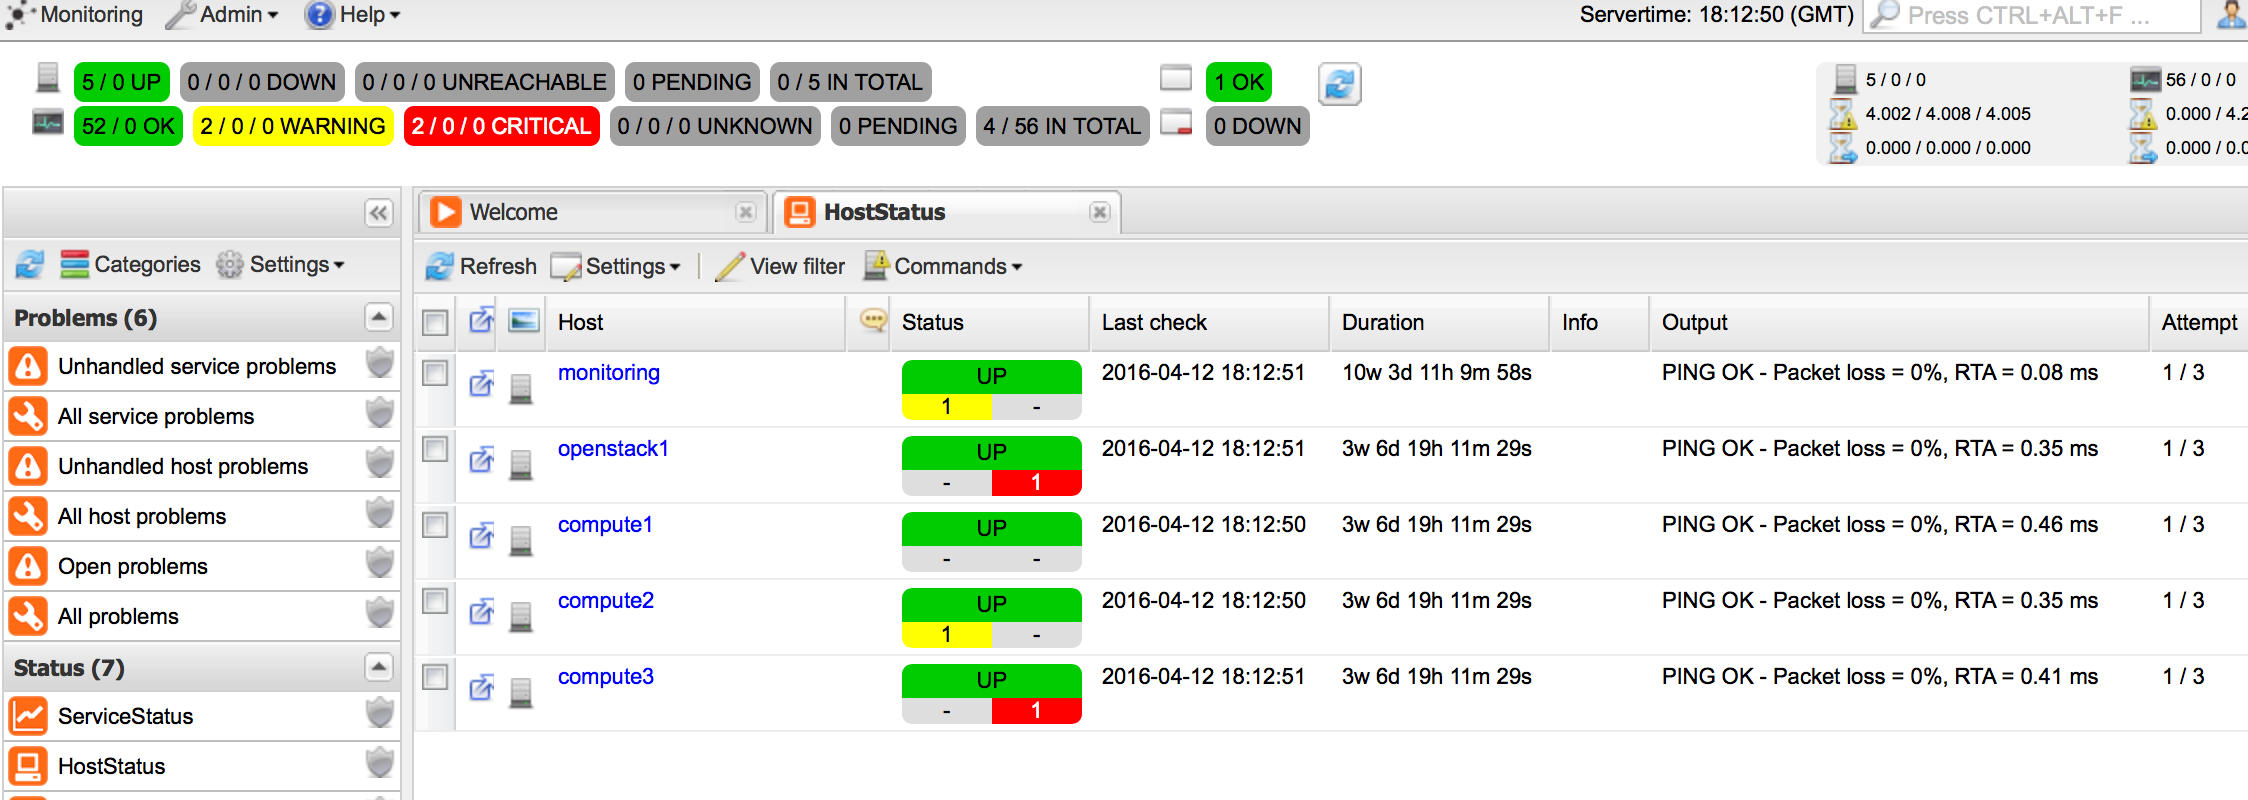 Monitoring Admin Help Servertime: 18:12:50 (GMT) Press CTRL+ALT+F ...
5 / 0 UP 0 / 0 / 0 DOWN 0 / 0 / 0 UNREACHABLE 0 PENDING 0 / 5 IN TOTAL 1 OK
52 / 0 OK 2 / 0 / 0 WARNING 2 / 0 / 0 CRITICAL 0 / 0 / 0 UNKNOWN 0 PENDING 4 / 56 IN TOTAL 0 DOWN
5 / 0 / 0 56 / 0 / 0
4.002 / 4.008 / 4.005 0.000 / 4.2
0.000 / 0.000 / 0.000 0.000 / 0.0
Categories Settings
Problems (6)
Unhandled service problems
All service problems
Unhandled host problems
All host problems
Open problems
All problems
Status (7)
ServiceStatus
HostStatus
Welcome HostStatus
Refresh Settings View filter Commands
Host Status Last check Duration Info Output Attempt
monitoring UP 2016-04-12 18:12:51 10w 3d 11h 9m 58s PING OK - Packet loss = 0%, RTA = 0.08 ms 1 / 3
1 -
openstack1 UP 2016-04-12 18:12:51 3w 6d 19h 11m 29s PING OK - Packet loss = 0%, RTA = 0.35 ms 1 / 3
- 1
compute1 UP 2016-04-12 18:12:50 3w 6d 19h 11m 29s PING OK - Packet loss = 0%, RTA = 0.46 ms 1 / 3
- -
compute2 UP 2016-04-12 18:12:50 3w 6d 19h 11m 29s PING OK - Packet loss = 0%, RTA = 0.35 ms 1 / 3
1 -
compute3 UP 2016-04-12 18:12:51 3w 6d 19h 11m 29s PING OK - Packet loss = 0%, RTA = 0.41 ms 1 / 3
- 1